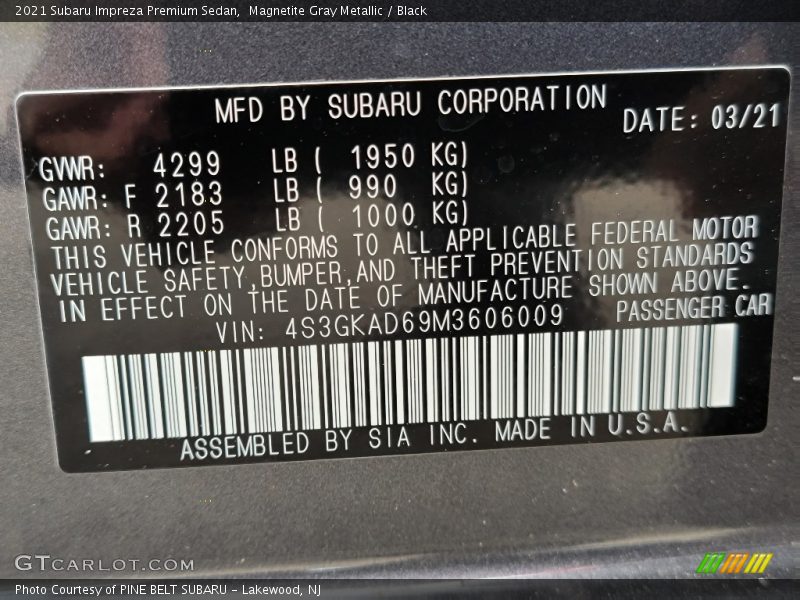 2021 Subaru Impreza Premium Sedan, Magnetite Gray Metallic / Black
MFD BY SUBARU CORPORATION
DATE: 03/21
GVWR: 4299 LB ( 1950 KG)
GAWR: F 2183 LB ( 990 KG)
GAWR: R 2205 LB ( 1000 KG)
THIS VEHICLE CONFORMS TO ALL APPLICABLE FEDERAL MOTOR
VEHICLE SAFETY,BUMPER,AND THEFT PREVENTION STANDARDS
IN EFFECT ON THE DATE OF MANUFACTURE SHOWN ABOVE.
VIN: 4S3GKAD69M3606009 PASSENGER CAR
ASSEMBLED BY SIA INC. MADE IN U.S.A.
GTCARLOT.COM
Photo Courtesy of PINE BELT SUBARU - Lakewood, NJ